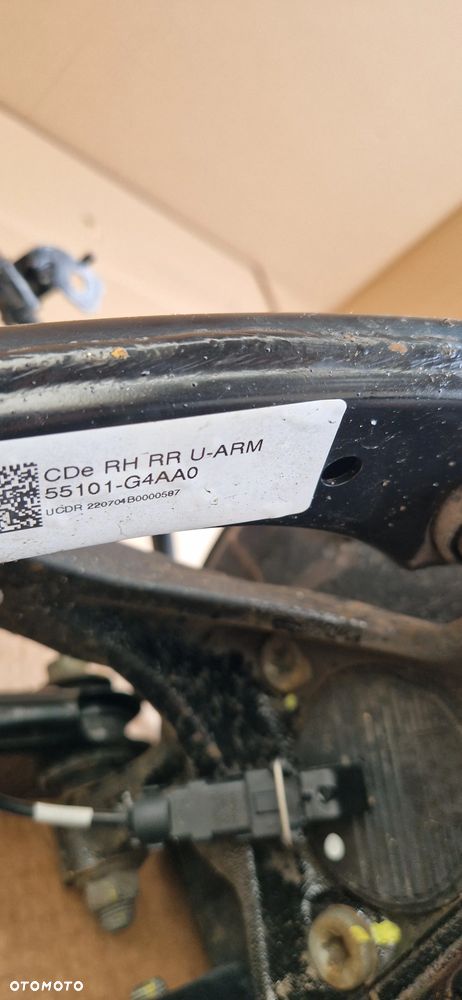 CDe RH RR U-ARM
55101-G4AA0
UCDR 220704B0000587
OTOMOTO